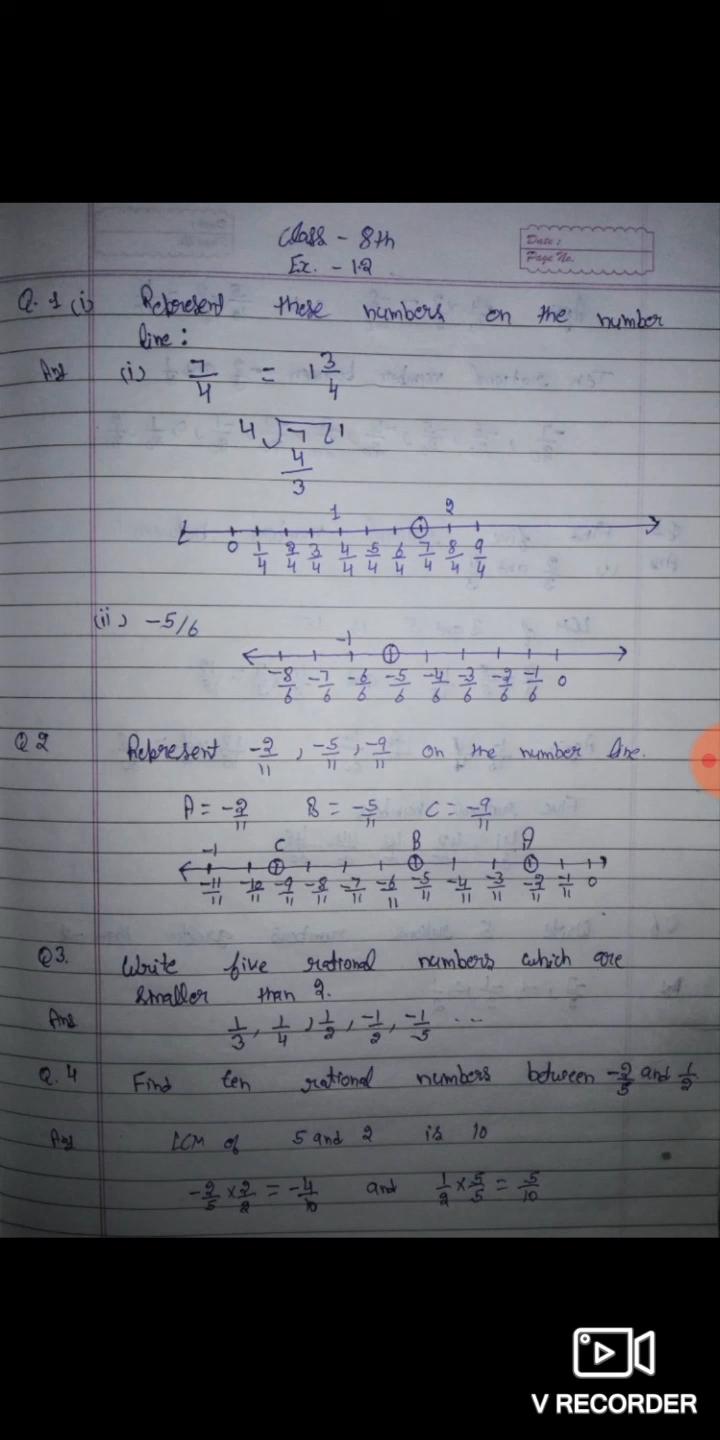 Class - 8th
Ex. - 1.2
Date :
Page No.
Q. 1 (i) Represent these numbers on the number
line :
Ans (i) 7/4 = 1 3/4
4 7 1
4
3
1 2
0 1/4 2/4 3/4 4/4 5/4 6/4 7/4 8/4 9/4
(ii) -5/6
-1
-8/6 -7/6 -6/6 -5/6 -4/6 -3/6 -2/6 -1/6 0
Q 2 Represent -2/11 , -5/11 , -9/11 on the number line.
A = -2/11 B = -5/11 C = -9/11
-1 C B A
-11/11 -10/11 -9/11 -8/11 -7/11 -6/11 -5/11 -4/11 -3/11 -2/11 -1/11 0
Q3. Write five rational numbers which are
smaller than 2.
Ans 1/3, 1/4, 1/2, -1/2, -1/5 ...
Q. 4 Find ten rational numbers between -2/5 and 1/2
Ans LCM of 5 and 2 is 10
-2/5 × 2/2 = -4/10 and 1/2 × 5/5 = 5/10
V RECORDER